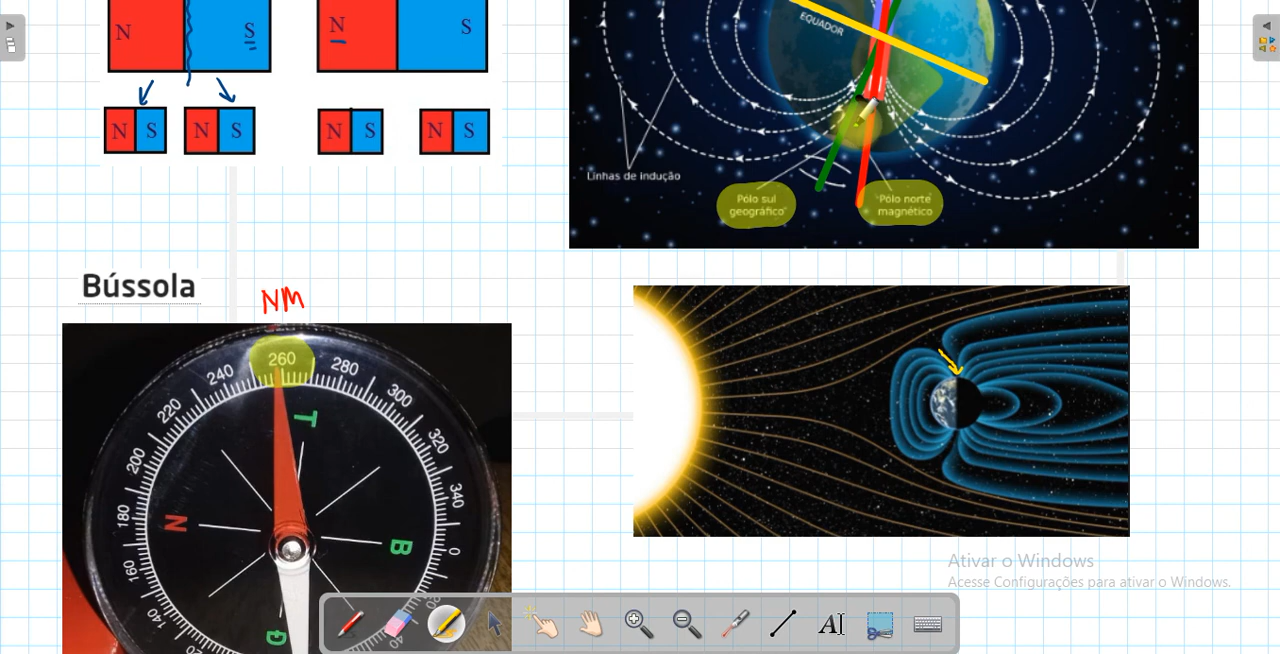 N S
N S
N S N S
N S N S
EQUADOR
Linhas de indução
Pólo sul
geográfico
Pólo norte
magnético
Bússola
NM
260
240
280
220
300
200
320
180
340
160
0
140
T
N
B
D
40
Ativar o Windows
Acesse Configurações para ativar o Windows.
A